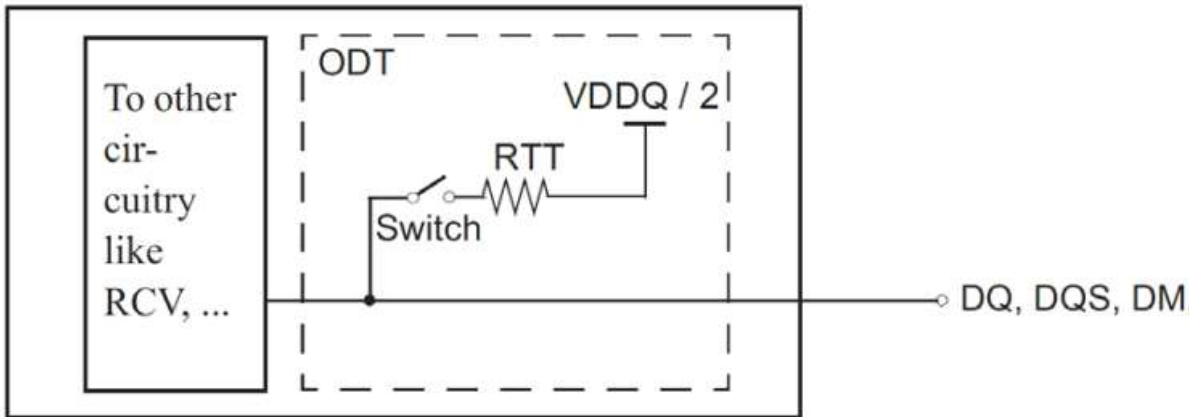 ODT
To other
cir-
cuitry
like
RCV, ...
VDDQ / 2
RTT
Switch
DQ, DQS, DM